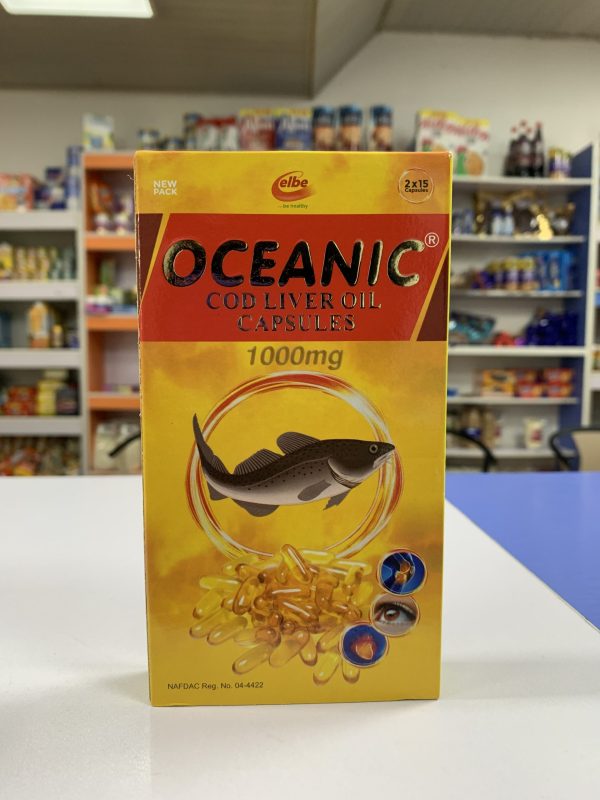 NEW
PACK
elbe
...be healthy
2x15
Capsules
OCEANIC®
COD LIVER OIL
CAPSULES
1000mg
NAFDAC Reg. No. 04-4422